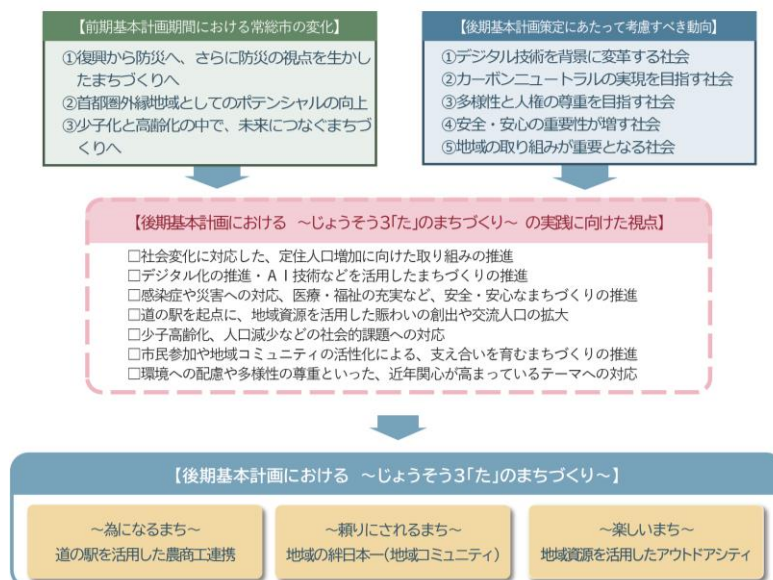 【前期基本計画期間における常総市の変化】
①復興から防災へ、さらに防災の視点を生かし
たまちづくりへ
②首都圏外縁地域としてのポテンシャルの向上
③少子化と高齢化の中で、未来につなぐまちづ
くりへ
【後期基本計画策定にあたって考慮すべき動向】
①デジタル技術を背景に変革する社会
②カーボンニュートラルの実現を目指す社会
③多様性と人権の尊重を目指す社会
④安全・安心の重要性が増す社会
⑤地域の取り組みが重要となる社会
【後期基本計画における ～じょうそう3「た」のまちづくり～ の実践に向けた視点】
□社会変化に対応した、定住人口増加に向けた取り組みの推進
□デジタル化の推進・AI技術などを活用したまちづくりの推進
□感染症や災害への対応、医療・福祉の充実など、安全・安心なまちづくりの推進
□道の駅を起点に、地域資源を活用した賑わいの創出や交流人口の拡大
□少子高齢化、人口減少などの社会的課題への対応
□市民参加や地域コミュニティの活性化による、支え合いを育むまちづくりの推進
□環境への配慮や多様性の尊重といった、近年関心が高まっているテーマへの対応
【後期基本計画における ～じょうそう3「た」のまちづくり～】
～為になるまち～
道の駅を活用した農商工連携
～頼りにされるまち～
地域の絆日本一(地域コミュニティ)
～楽しいまち～
地域資源を活用したアウトドアシティ